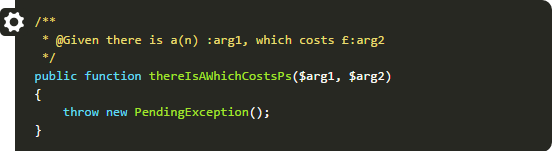 /**
 * @Given there is a(n) :arg1, which costs £:arg2
 */
public function thereIsAWhichCostsPs($arg1, $arg2)
{
    throw new PendingException();
}